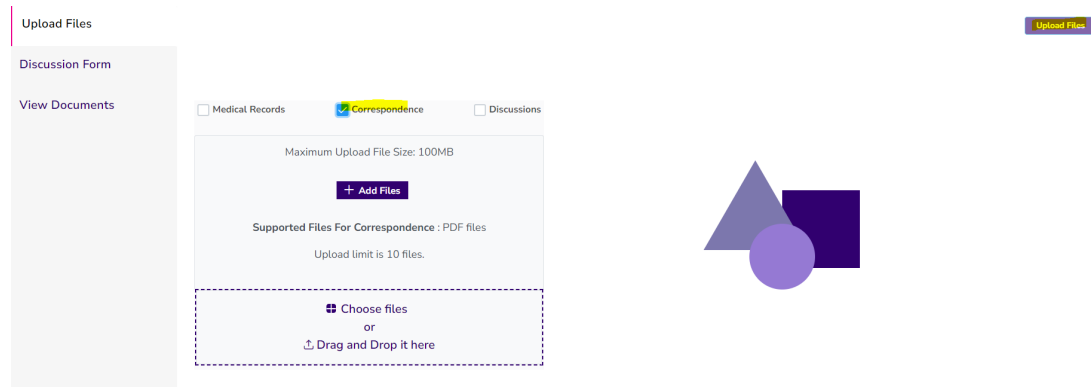 Upload Files
Upload Files
Discussion Form
View Documents
Medical Records
Correspondence
Discussions
Maximum Upload File Size: 100MB
+ Add Files
Supported Files For Correspondence : PDF files
Upload limit is 10 files.
Choose files
or
Drag and Drop it here